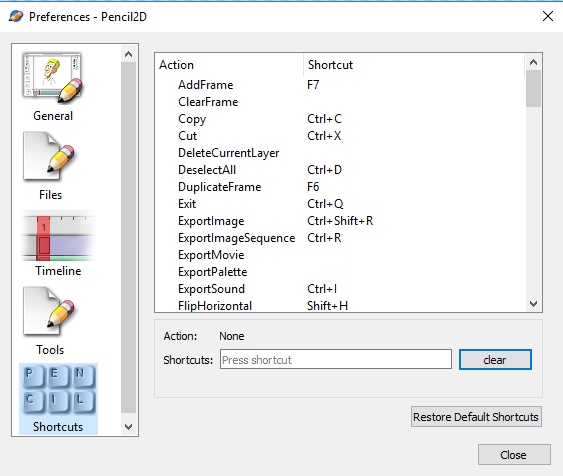 Preferences - Pencil2D
General
Files
1
Timeline
Tools
P E N
C I L
Shortcuts
Action Shortcut
AddFrame F7
ClearFrame
Copy Ctrl+C
Cut Ctrl+X
DeleteCurrentLayer
DeselectAll Ctrl+D
DuplicateFrame F6
Exit Ctrl+Q
ExportImage Ctrl+Shift+R
ExportImageSequence Ctrl+R
ExportMovie
ExportPalette
ExportSound Ctrl+I
FlipHorizontal Shift+H
Action: None
Shortcuts: Press shortcut clear
Restore Default Shortcuts
Close